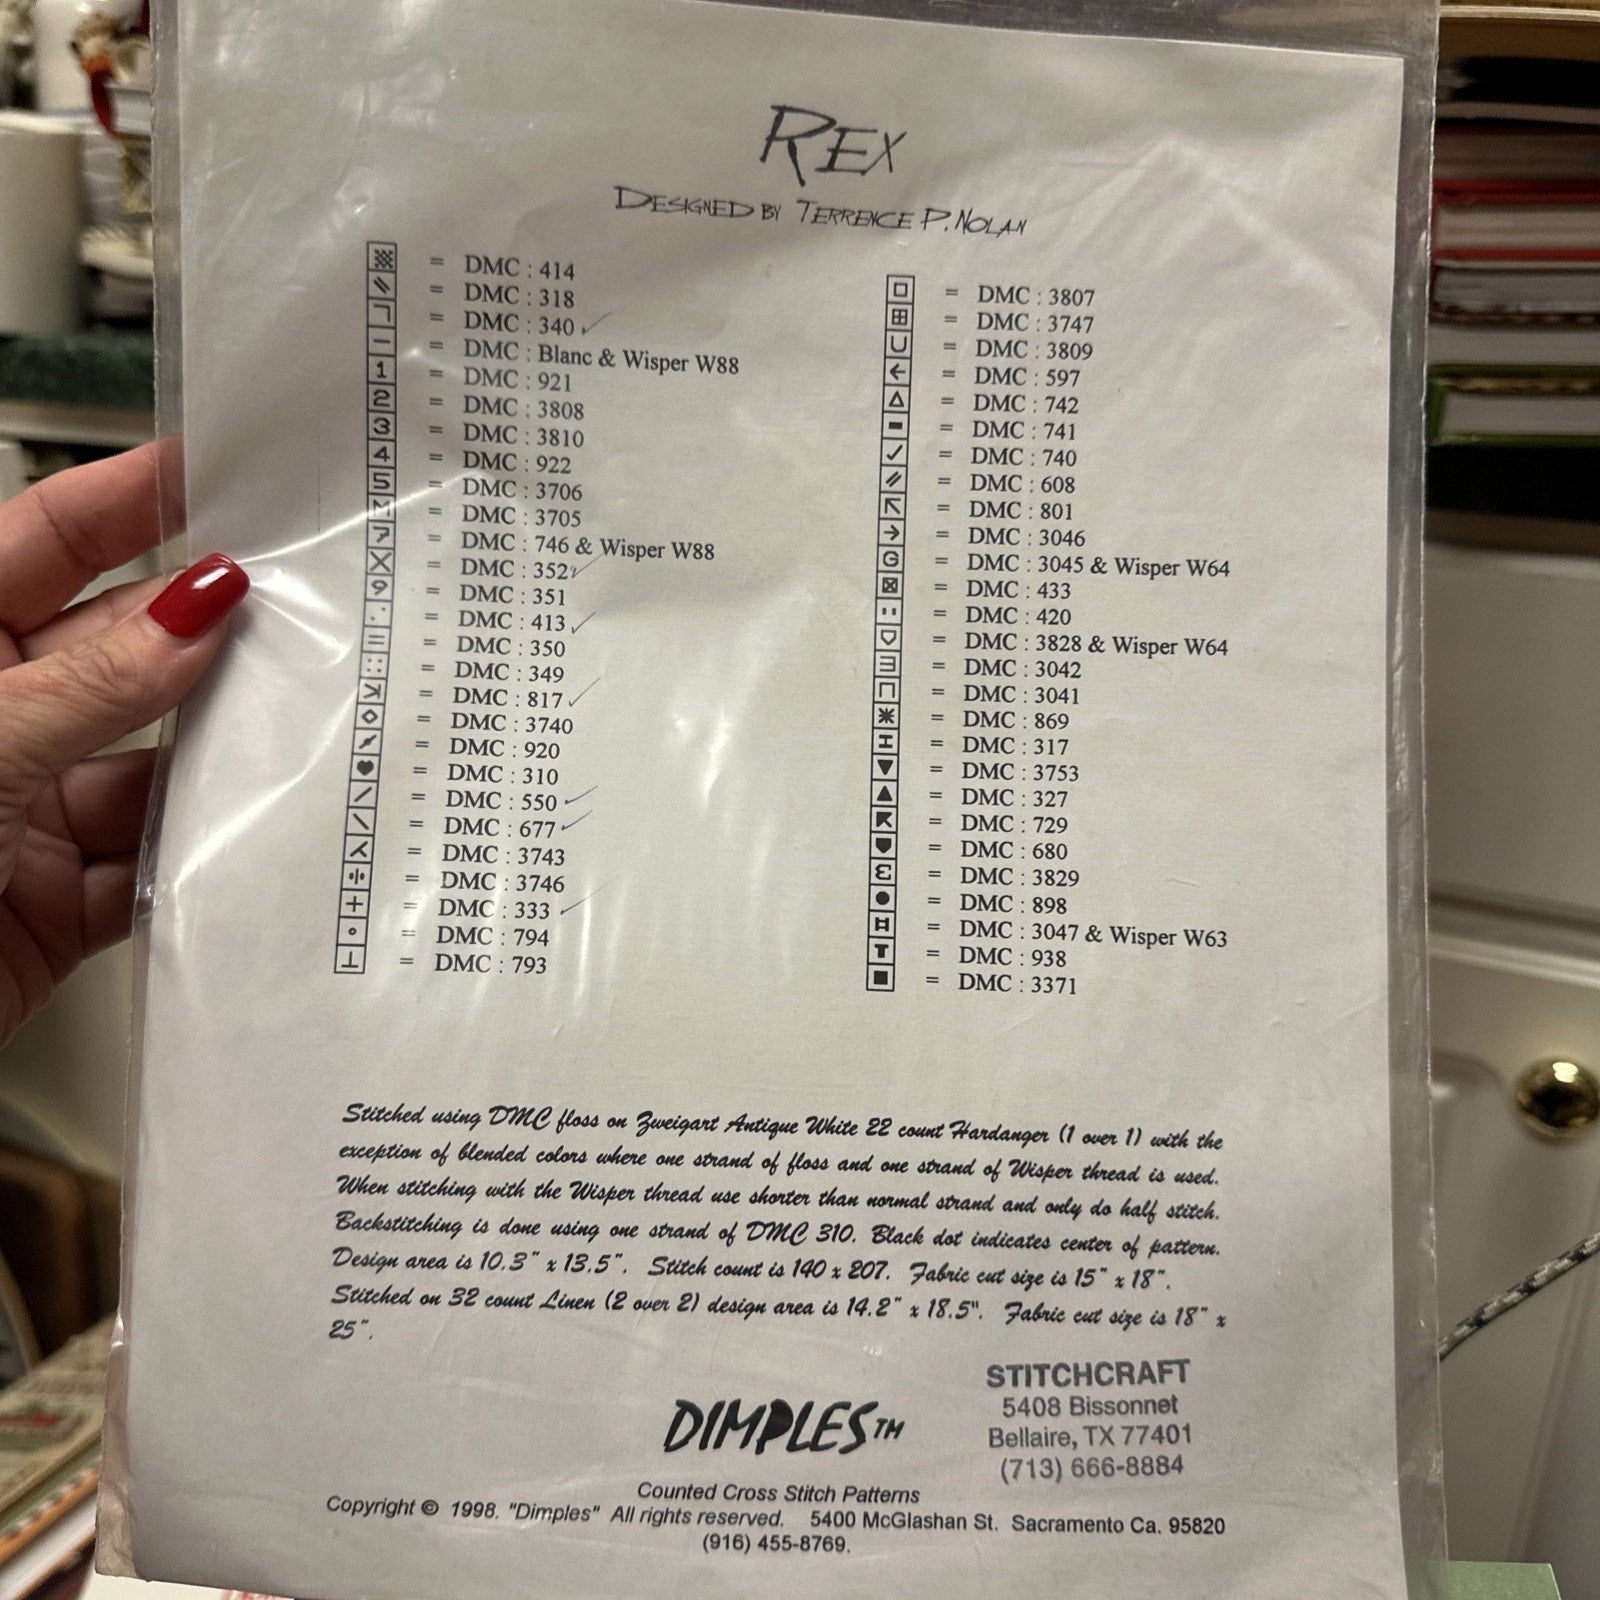 REX
DESIGNED BY TERRENCE P. NOLAN
= DMC : 414
= DMC : 318
= DMC : 340 ✓
= DMC : Blanc & Wisper W88
1 = DMC : 921
2 = DMC : 3808
3 = DMC : 3810
4 = DMC : 922
5 = DMC : 3706
= DMC : 3705
= DMC : 746 & Wisper W88
= DMC : 352 ✓
9 = DMC : 351
= DMC : 413 ✓
= DMC : 350
= DMC : 349
= DMC : 817 ✓
= DMC : 3740
= DMC : 920
= DMC : 310
= DMC : 550 ✓
= DMC : 677 ✓
= DMC : 3743
= DMC : 3746
= DMC : 333 ✓
= DMC : 794
= DMC : 793
= DMC : 3807
= DMC : 3747
= DMC : 3809
= DMC : 597
= DMC : 742
= DMC : 741
= DMC : 740
= DMC : 608
= DMC : 801
= DMC : 3046
= DMC : 3045 & Wisper W64
= DMC : 433
= DMC : 420
= DMC : 3828 & Wisper W64
= DMC : 3042
= DMC : 3041
= DMC : 869
= DMC : 317
= DMC : 3753
= DMC : 327
= DMC : 729
= DMC : 680
= DMC : 3829
= DMC : 898
= DMC : 3047 & Wisper W63
= DMC : 938
= DMC : 3371
Stitched using DMC floss on Zweigart Antique White 22 count Hardanger (1 over 1) with the
exception of blended colors where one strand of floss and one strand of Wisper thread is used.
When stitching with the Wisper thread use shorter than normal strand and only do half stitch.
Backstitching is done using one strand of DMC 310. Black dot indicates center of pattern.
Design area is 10.3" x 13.5". Stitch count is 140 x 207. Fabric cut size is 15" x 18".
Stitched on 32 count Linen (2 over 2) design area is 14.2" x 18.5". Fabric cut size is 18" x
25".
DIMPLES™
STITCHCRAFT
5408 Bissonnet
Bellaire, TX 77401
(713) 666-8884
Counted Cross Stitch Patterns
Copyright © 1998. "Dimples" All rights reserved. 5400 McGlashan St. Sacramento Ca. 95820
(916) 455-8769.